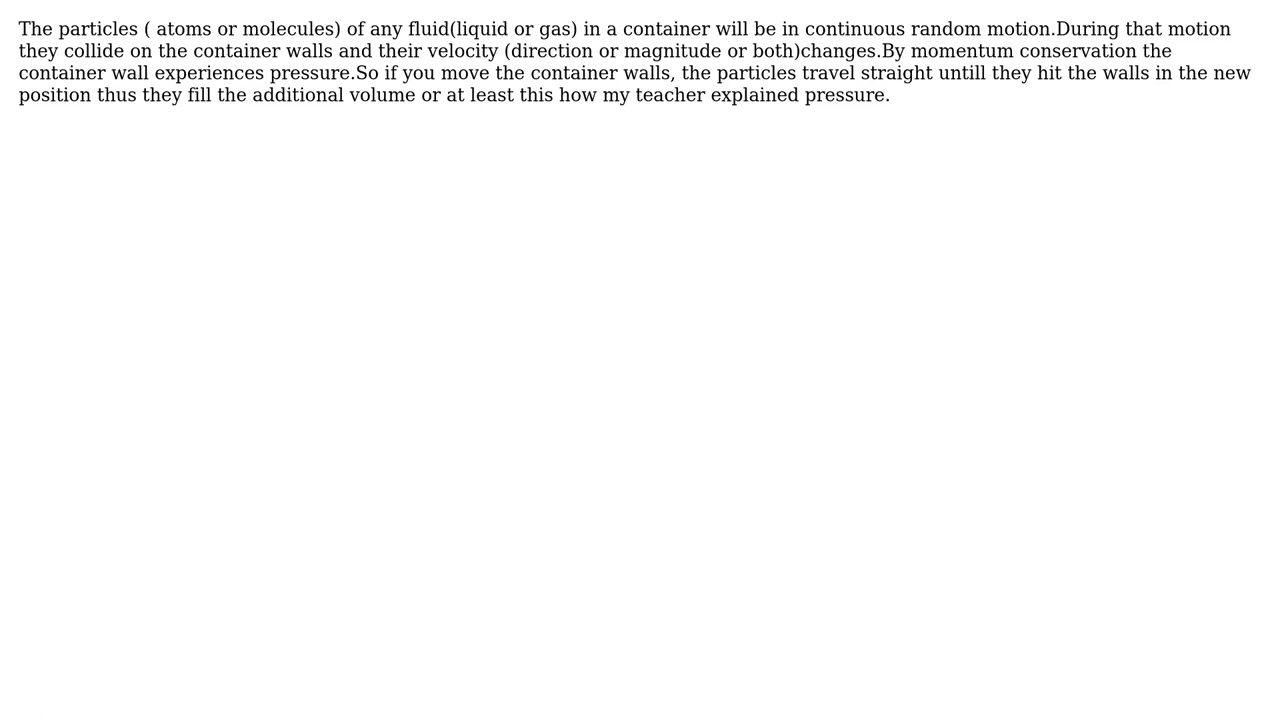 The particles ( atoms or molecules) of any fluid(liquid or gas) in a container will be in continuous random motion.During that motion
they collide on the container walls and their velocity (direction or magnitude or both)changes.By momentum conservation the
container wall experiences pressure.So if you move the container walls, the particles travel straight untill they hit the walls in the new
position thus they fill the additional volume or at least this how my teacher explained pressure.